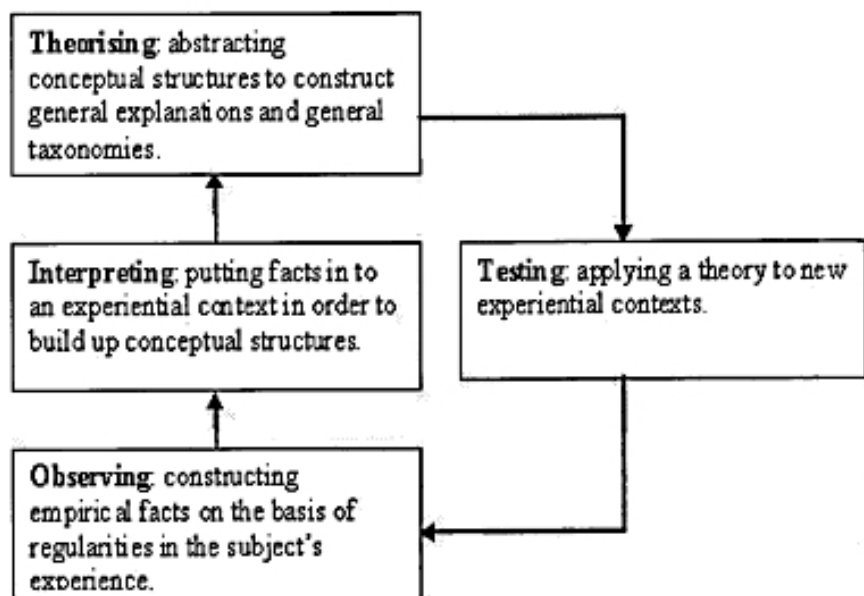 Theorising: abstracting
conceptual structures to construct
general explanations and general
taxonomies.
Interpreting: putting facts in to
an experiential context in order to
build up conceptual structures.
Testing: applying a theory to new
experiential contexts.
Observing: constructing
empirical facts on the basis of
regularities in the subject's
experience.